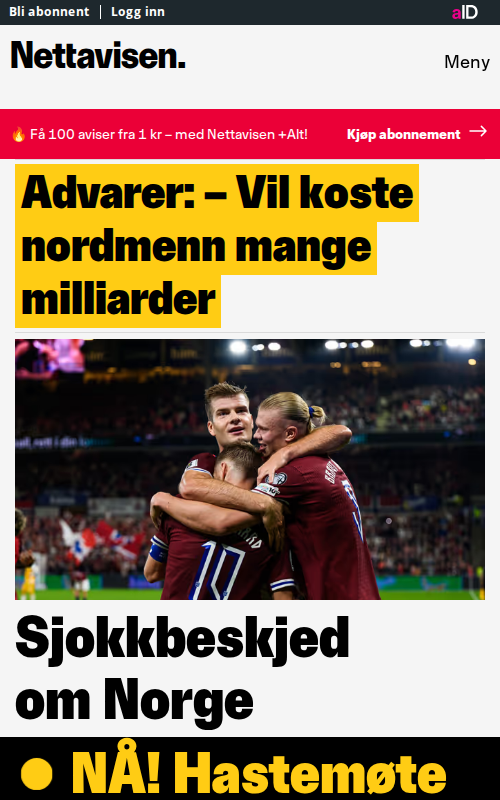 Bli abonnent | Logg inn
aID
Nettavisen.
Meny
🔥 Få 100 aviser fra 1 kr – med Nettavisen +Alt!
Kjøp abonnement →
Advarer: – Vil koste
nordmenn mange
milliarder
10
Sjokkbeskjed
om Norge
NÅ! Hastemøte